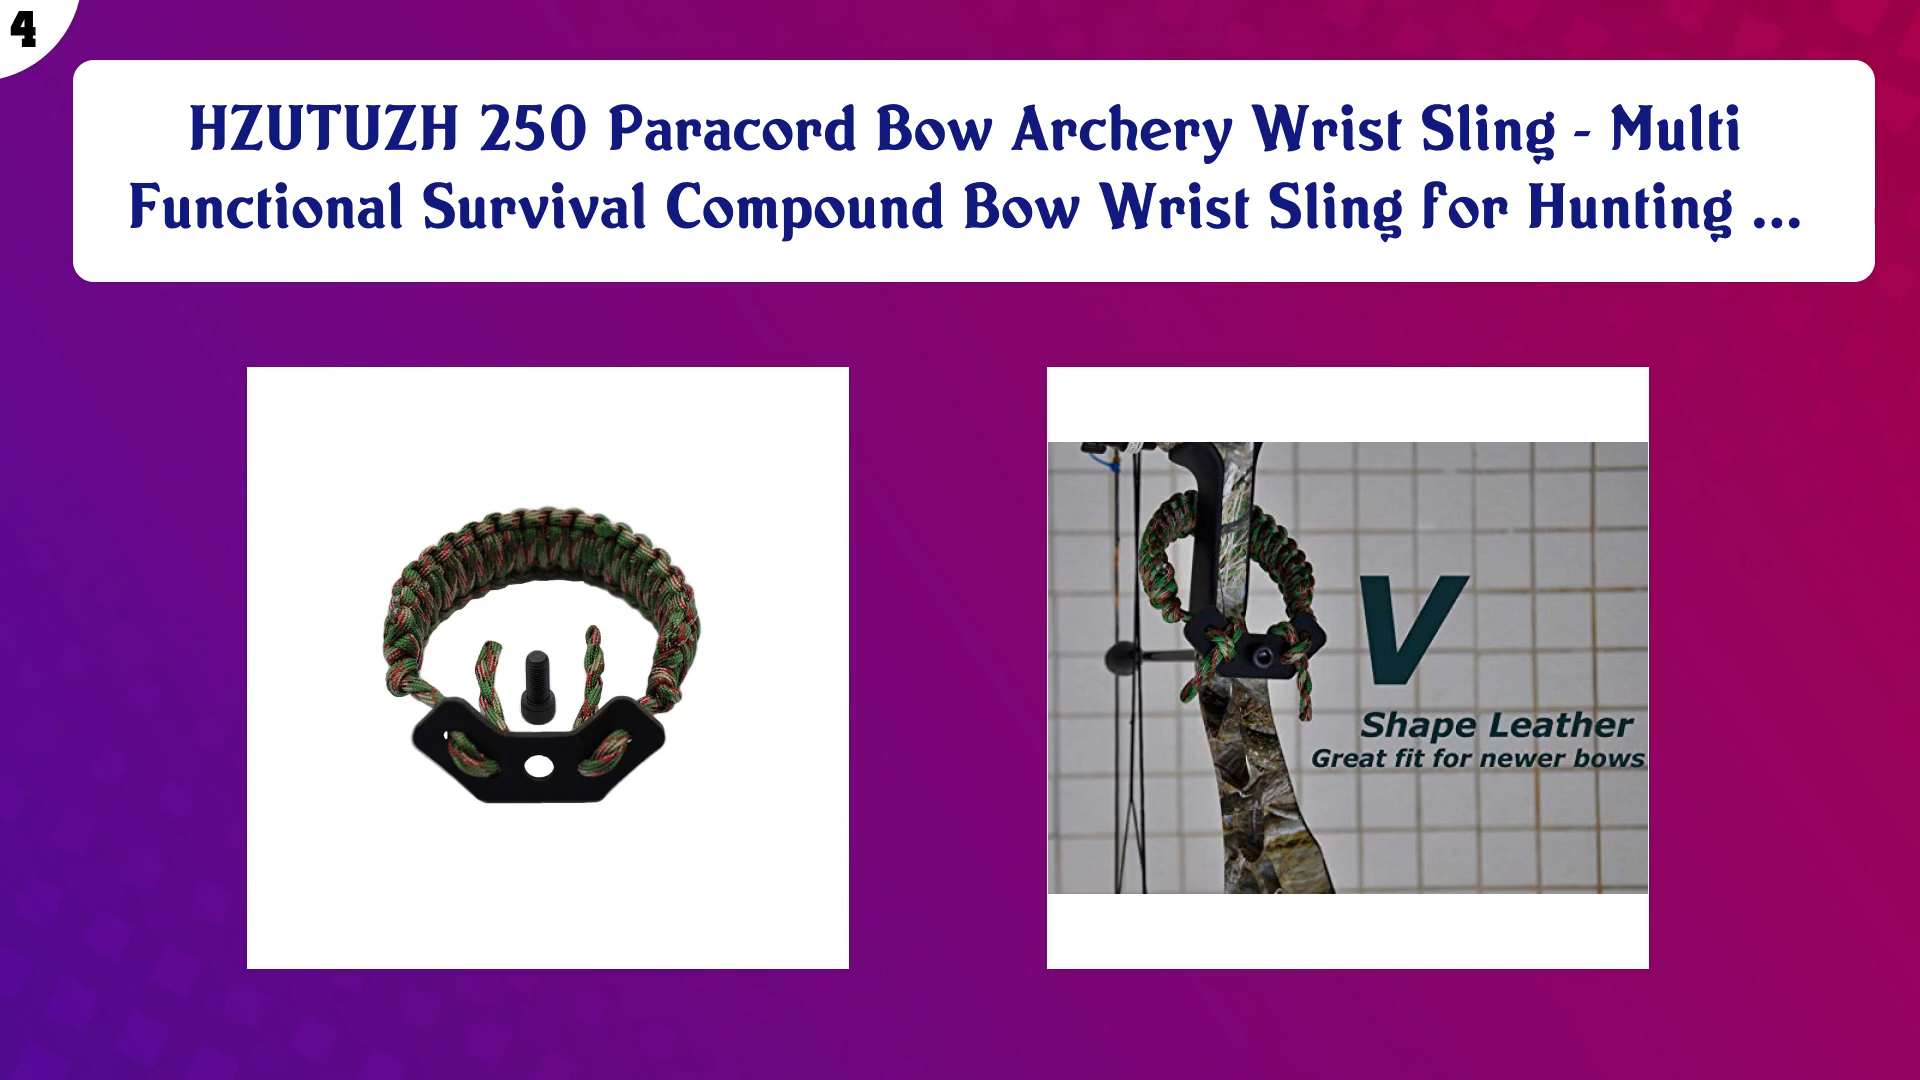 4
HZUTUZH 250 Paracord Bow Archery Wrist Sling - Multi
Functional Survival Compound Bow Wrist Sling for Hunting ...
V
Shape Leather
Great fit for newer bows